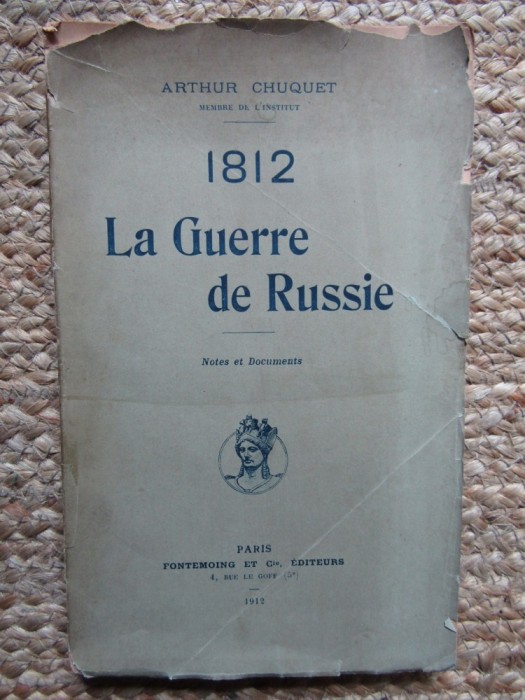 ARTHUR CHUQUET
MEMBRE DE L'INSTITUT
1812
La Guerre
de Russie
Notes et Documents
PARIS
FONTEMOING ET Cie, ÉDITEURS
4, RUE LE GOFF (5e)
1912